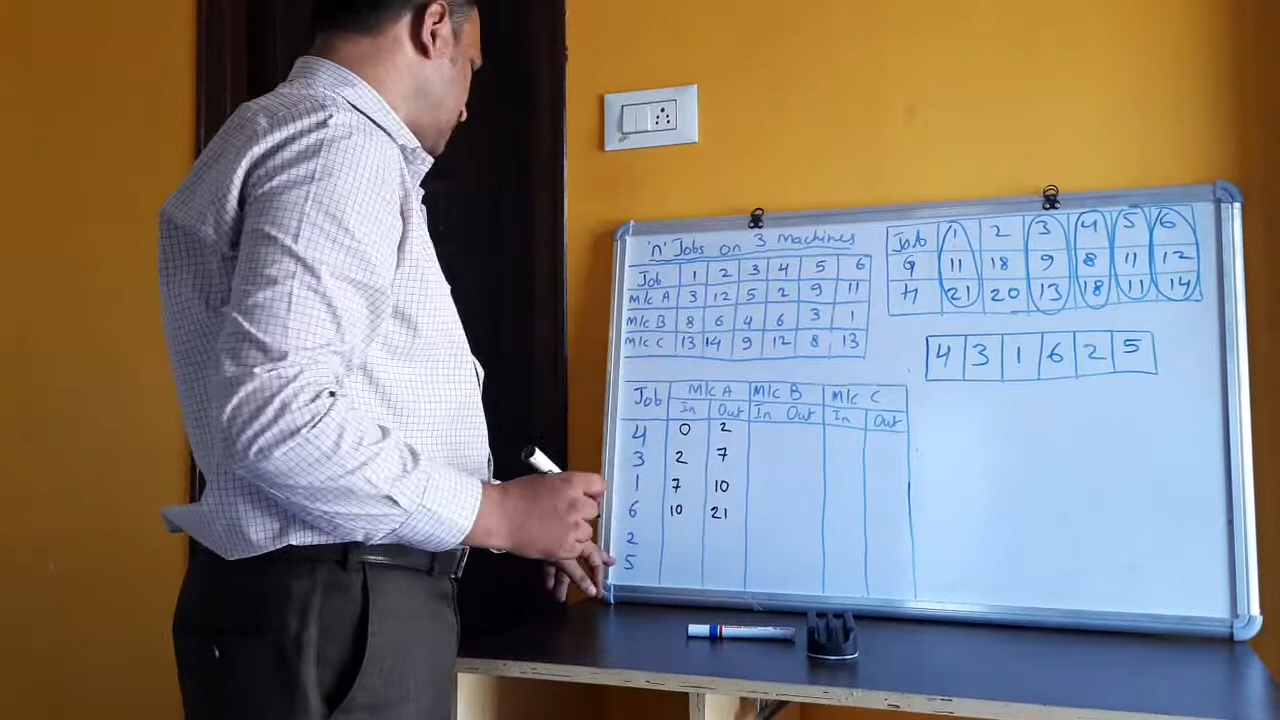 'n' Jobs on 3 Machines
Job 1 2 3 4 5 6
M/c A 3 12 5 2 9 11
M/c B 8 6 4 6 3 1
M/c C 13 14 9 12 8 13
Job 1 2 3 4 5 6
G 11 18 9 8 11 12
H 21 20 13 18 11 14
4 3 1 6 2 5
Job M/c A M/c B M/c C
In Out In Out In Out
4 0 2
3 2 7
1 7 10
6 10 21
2
5